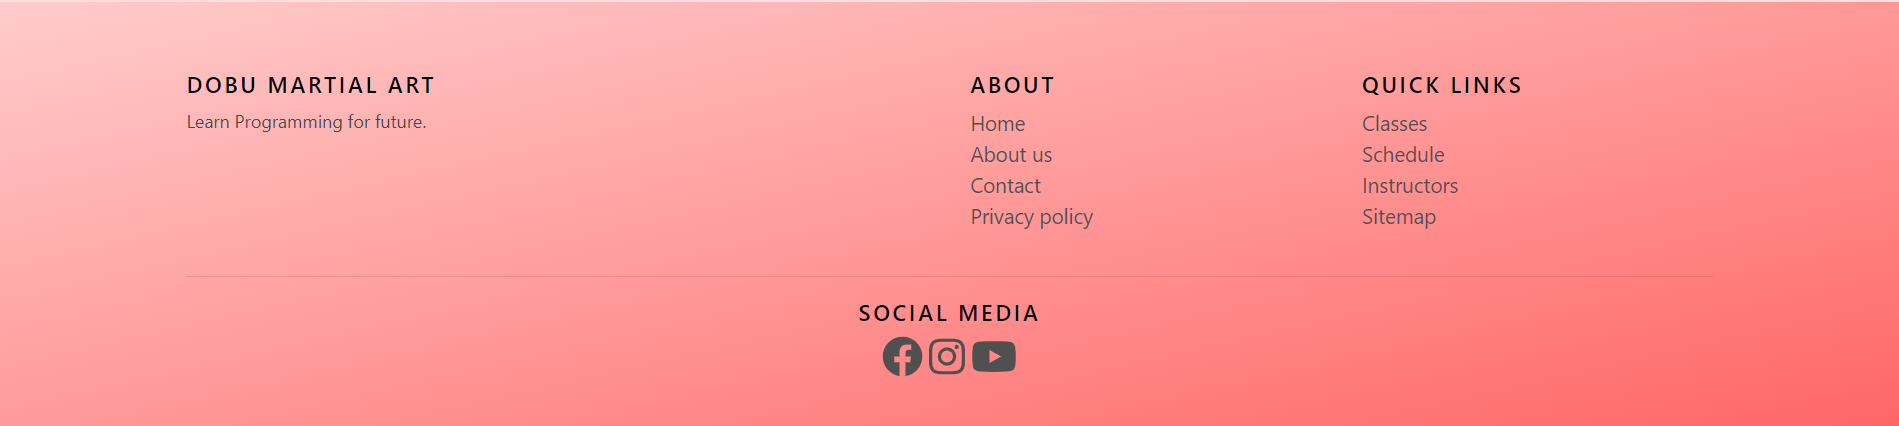 DOBU MARTIAL ART
Learn Programming for future.
ABOUT
Home
About us
Contact
Privacy policy
QUICK LINKS
Classes
Schedule
Instructors
Sitemap
SOCIAL MEDIA